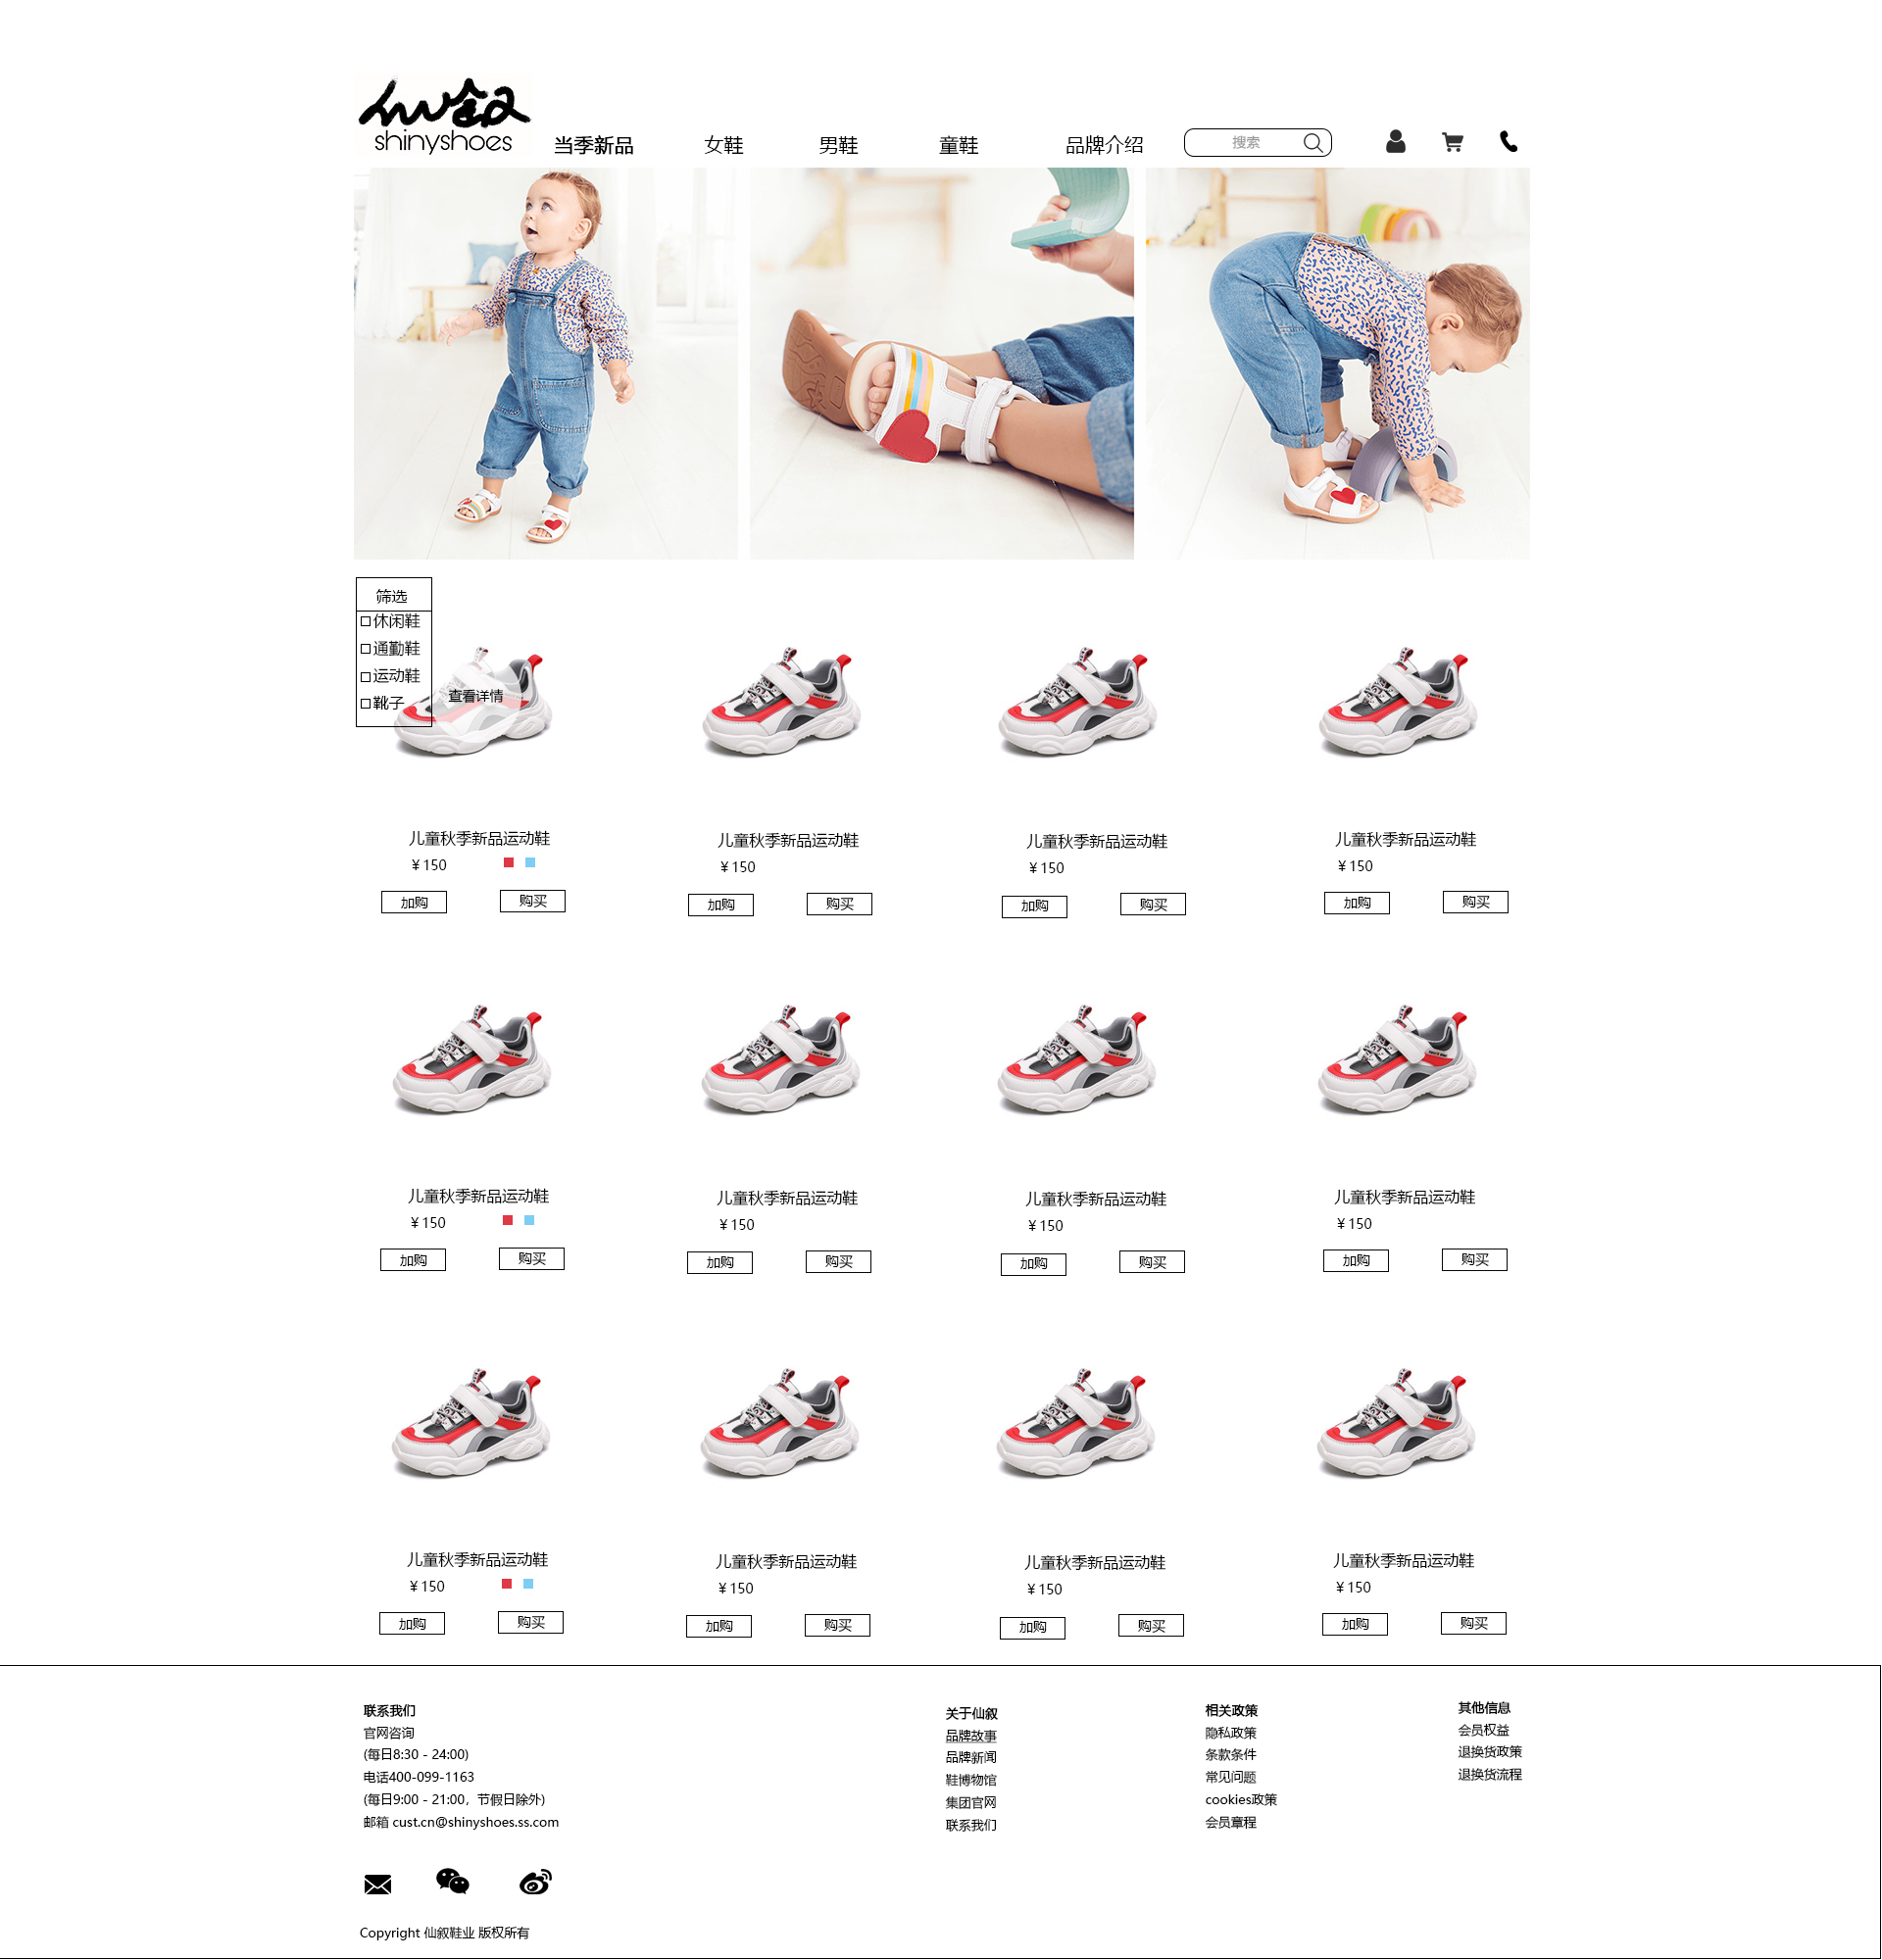 仙叙
shinyshoes
当季新品 女鞋 男鞋 童鞋 品牌介绍 搜索
筛选
休闲鞋
通勤鞋
运动鞋
靴子
查看详情
儿童秋季新品运动鞋 儿童秋季新品运动鞋 儿童秋季新品运动鞋 儿童秋季新品运动鞋
¥150 ¥150 ¥150 ¥150
加购 购买 加购 购买 加购 购买 加购 购买
儿童秋季新品运动鞋 儿童秋季新品运动鞋 儿童秋季新品运动鞋 儿童秋季新品运动鞋
¥150 ¥150 ¥150 ¥150
加购 购买 加购 购买 加购 购买 加购 购买
儿童秋季新品运动鞋 儿童秋季新品运动鞋 儿童秋季新品运动鞋 儿童秋季新品运动鞋
¥150 ¥150 ¥150 ¥150
加购 购买 加购 购买 加购 购买 加购 购买
联系我们
官网咨询
(每日8:30 - 24:00)
电话400-099-1163
(每日9:00 - 21:00，节假日除外)
邮箱 cust.cn@shinyshoes.ss.com
关于仙叙
品牌故事
品牌新闻
鞋博物馆
集团官网
联系我们
相关政策
隐私政策
条款条件
常见问题
cookies政策
会员章程
其他信息
会员权益
退换货政策
退换货流程
Copyright 仙叙鞋业 版权所有